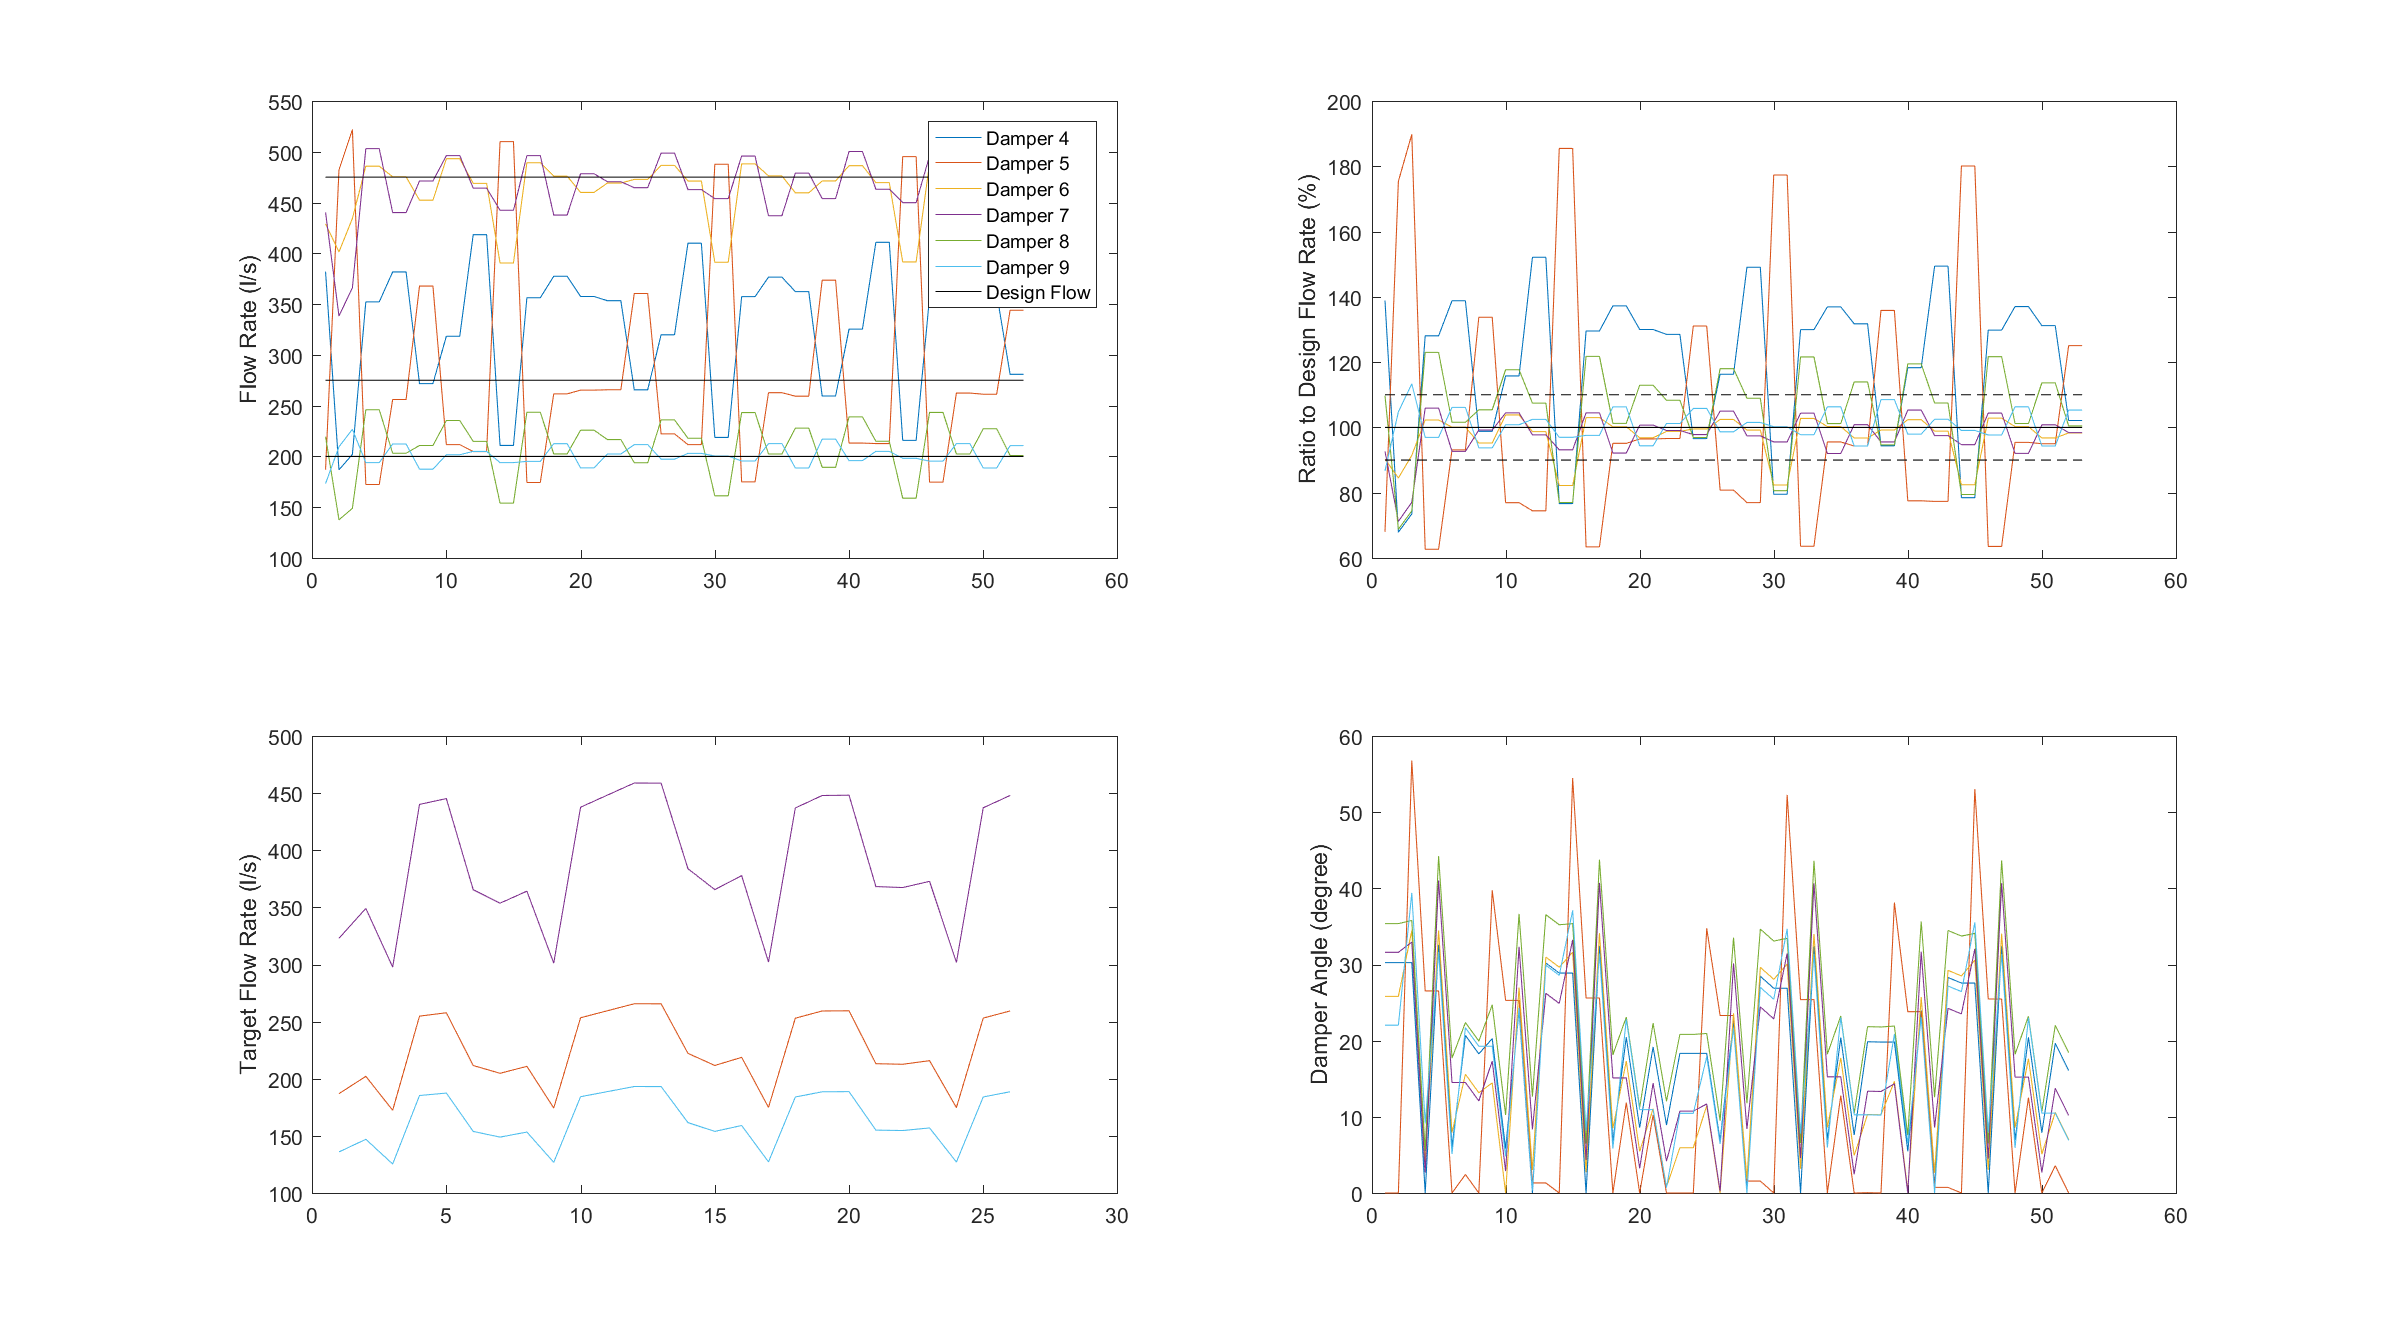 Flow Rate (l/s)
550
500
450
400
350
300
250
200
150
100
0 10 20 30 40 50 60
Damper 4
Damper 5
Damper 6
Damper 7
Damper 8
Damper 9
Design Flow
Ratio to Design Flow Rate (%)
200
180
160
140
120
100
80
60
0 10 20 30 40 50 60
Target Flow Rate (l/s)
500
450
400
350
300
250
200
150
100
0 5 10 15 20 25 30
Damper Angle (degree)
60
50
40
30
20
10
0
0 10 20 30 40 50 60